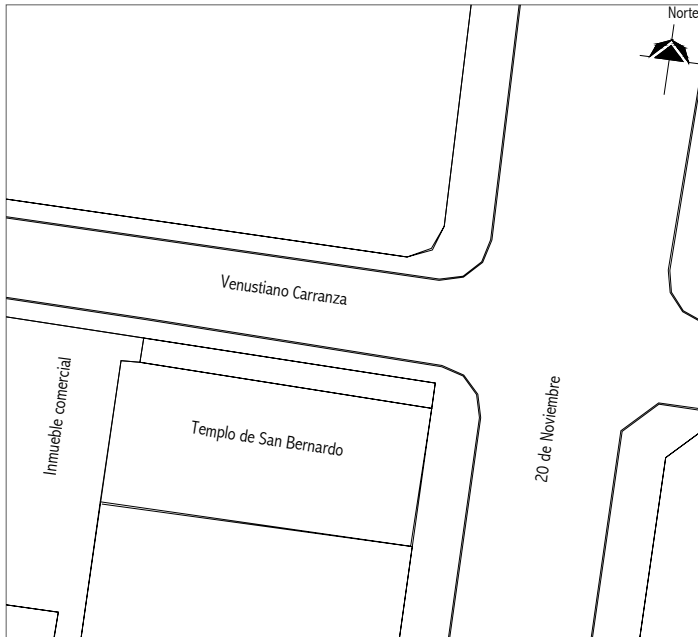 Norte
Venustiano Carranza
Inmueble comercial
Templo de San Bernardo
20 de Noviembre